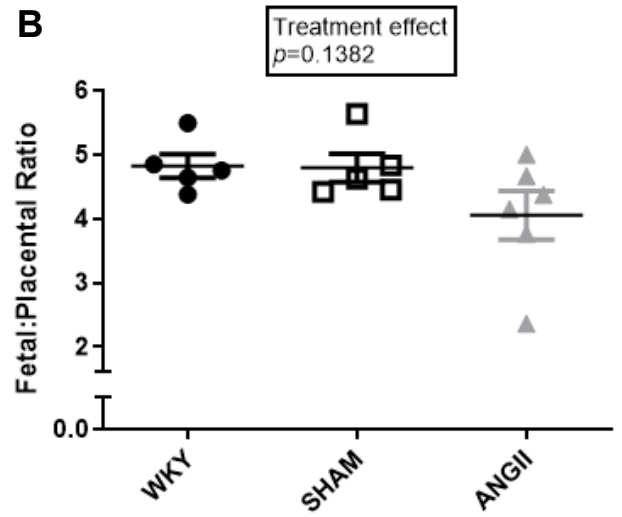 B
Treatment effect
p=0.1382
Fetal:Placental Ratio
6
5
4
3
2
0.0
WKY
SHAM
ANGII